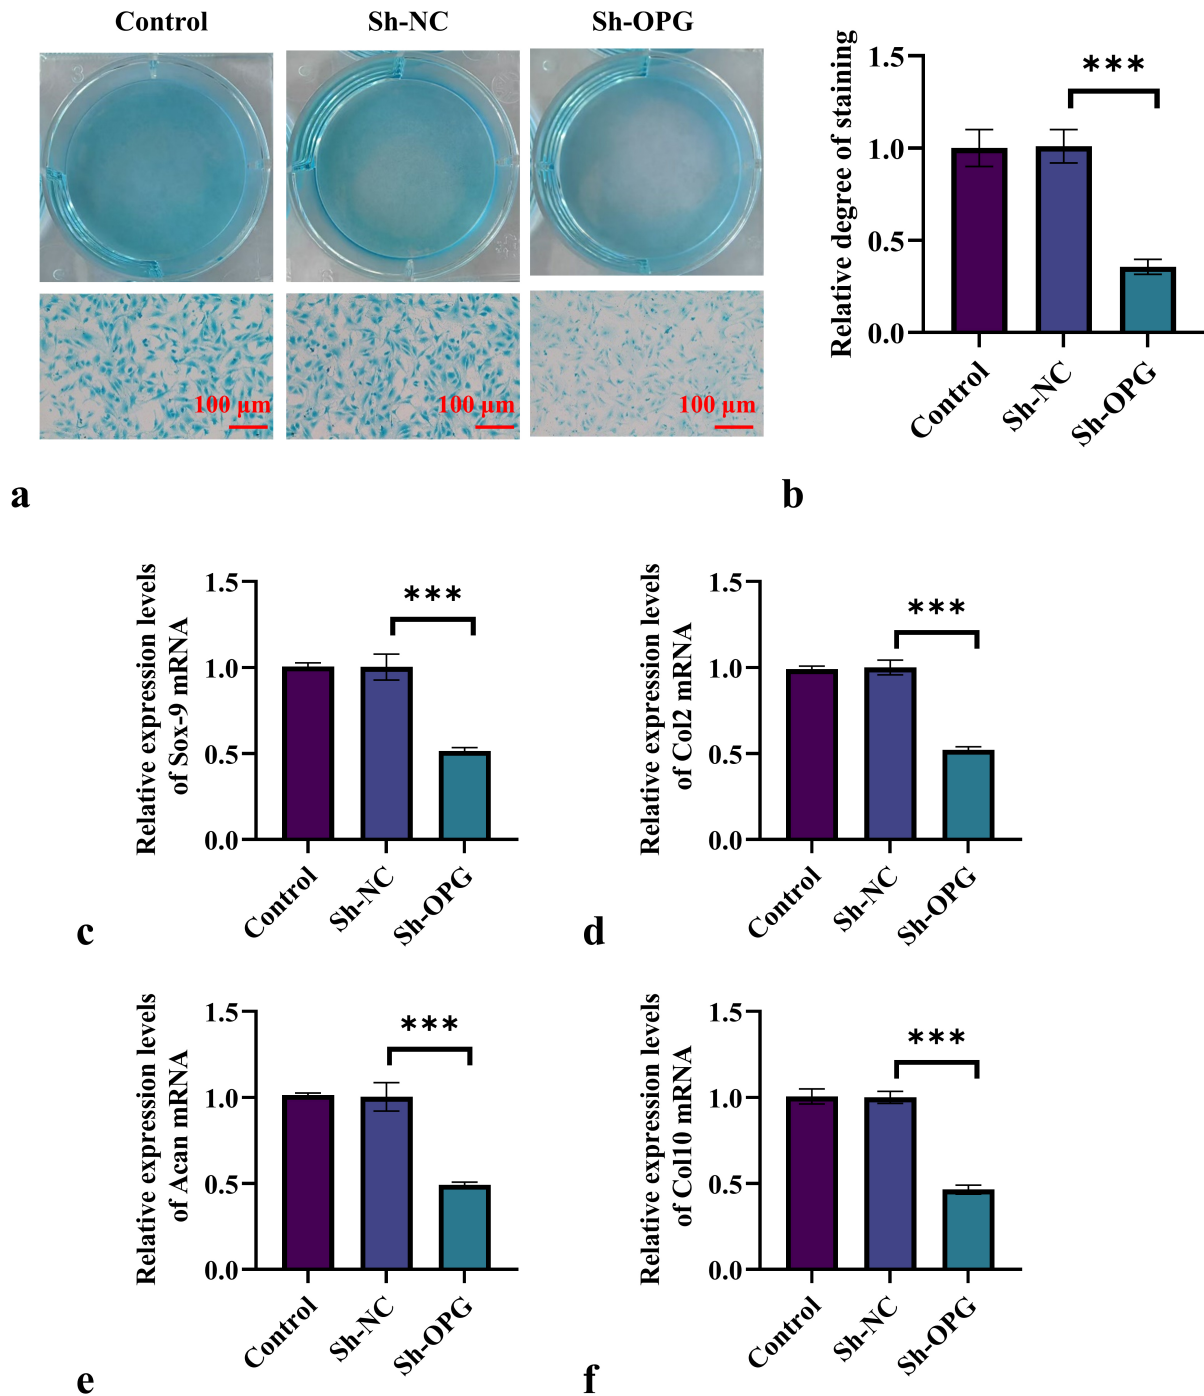 Control
Sh-NC
Sh-OPG
100 μm
100 μm
100 μm
a
Relative degree of staining
1.5
1.0
0.5
0.0
***
Control
Sh-NC
Sh-OPG
b
Relative expression levels
of Sox-9 mRNA
1.5
1.0
0.5
0.0
***
Control
Sh-NC
Sh-OPG
c
Relative expression levels
of Col2 mRNA
1.5
1.0
0.5
0.0
***
Control
Sh-NC
Sh-OPG
d
Relative expression levels
of Acan mRNA
1.5
1.0
0.5
0.0
***
Control
Sh-NC
Sh-OPG
e
Relative expression levels
of Col10 mRNA
1.5
1.0
0.5
0.0
***
Control
Sh-NC
Sh-OPG
f